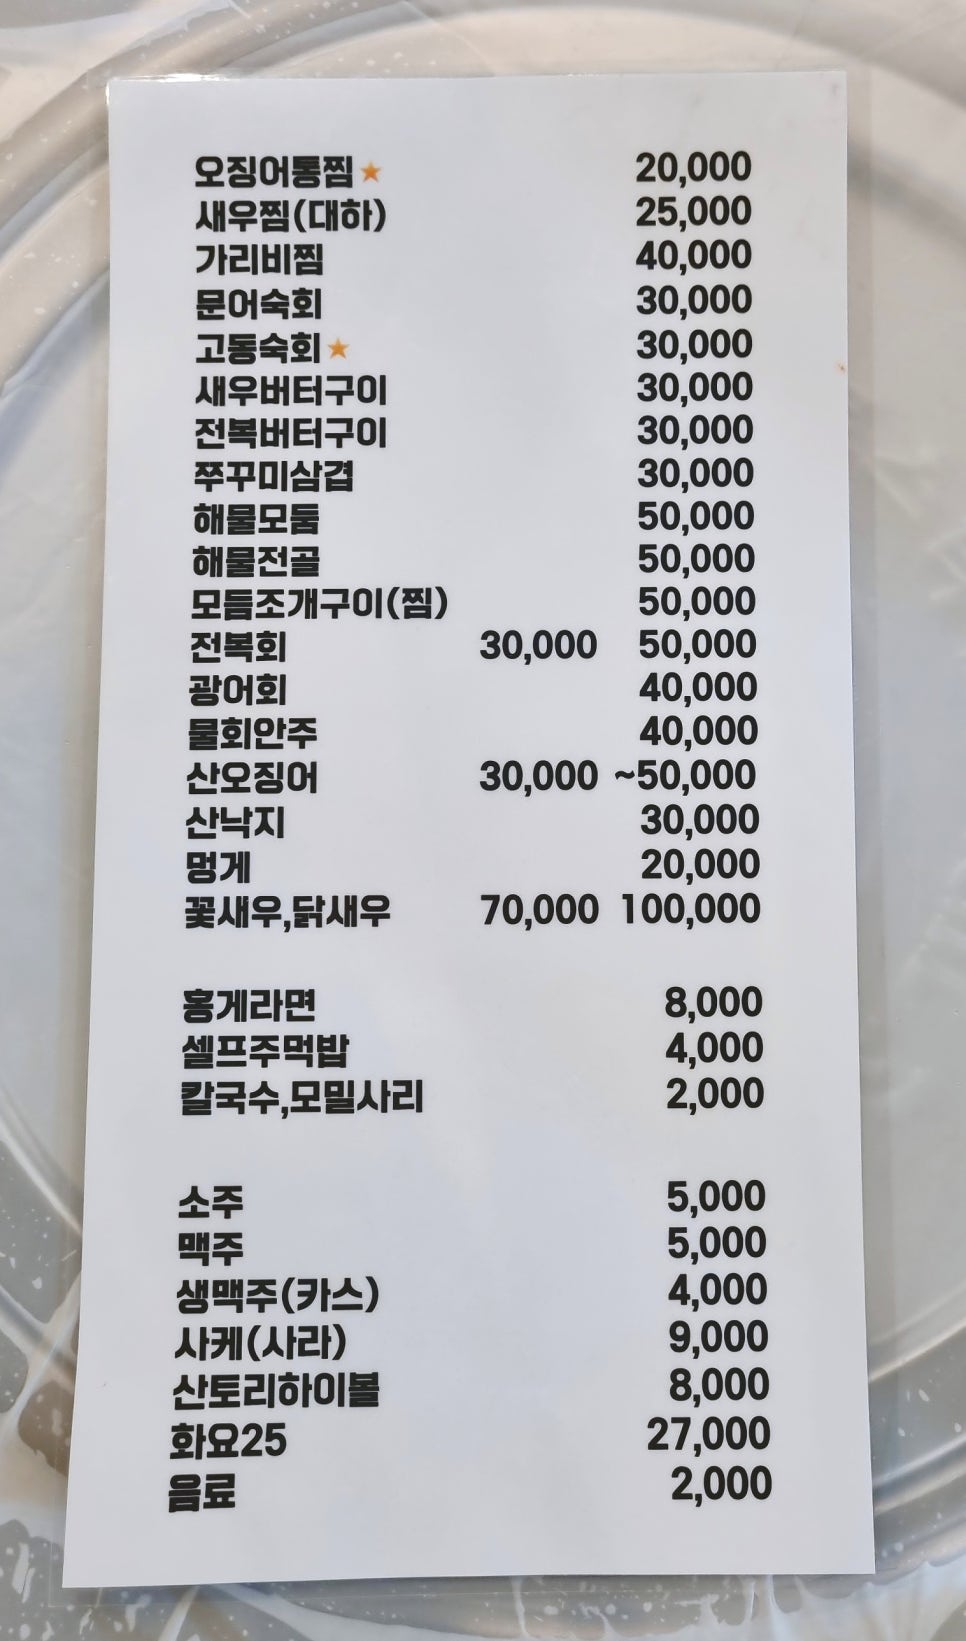 오징어통찜★ 20,000
새우찜(대하) 25,000
가리비찜 40,000
문어숙회 30,000
고동숙회★ 30,000
새우버터구이 30,000
전복버터구이 30,000
쭈꾸미삼겹 30,000
해물모둠 50,000
해물전골 50,000
모듬조개구이(찜) 50,000
전복회 30,000 50,000
광어회 40,000
물회안주 40,000
산오징어 30,000 ~50,000
산낙지 30,000
멍게 20,000
꽃새우,닭새우 70,000 100,000
홍게라면 8,000
셀프주먹밥 4,000
칼국수,모밀사리 2,000
소주 5,000
맥주 5,000
생맥주(카스) 4,000
사케(사라) 9,000
산토리하이볼 8,000
화요25 27,000
음료 2,000